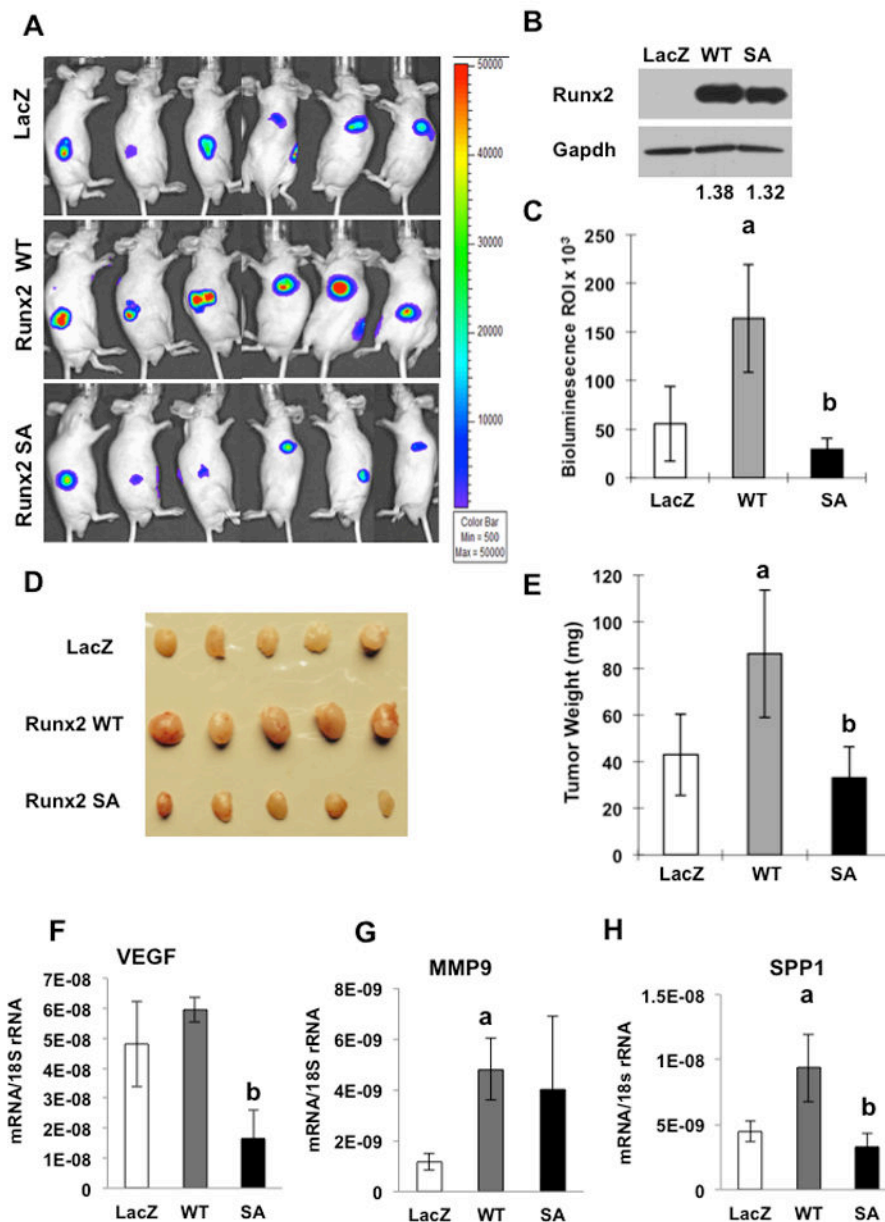 A
LacZ
Runx2 WT
Runx2 SA
50000
40000
30000
20000
10000
Color Bar
Min = 500
Max = 50000
B
LacZ WT SA
Runx2
Gapdh
1.38 1.32
C
Bioluminesecnce ROI x 10³
250
200
150
100
50
0
a
b
LacZ WT SA
D
LacZ
Runx2 WT
Runx2 SA
E
Tumor Weight (mg)
120
100
80
60
40
20
0
a
b
LacZ WT SA
F
VEGF
mRNA/18S rRNA
7E-08
6E-08
5E-08
4E-08
3E-08
2E-08
1E-08
0
b
LacZ WT SA
G
MMP9
mRNA/18S rRNA
8E-09
6E-09
4E-09
2E-09
0
a
LacZ WT SA
H
SPP1
mRNA/18s rRNA
1.5E-08
1E-08
5E-09
0
a
b
LacZ WT SA